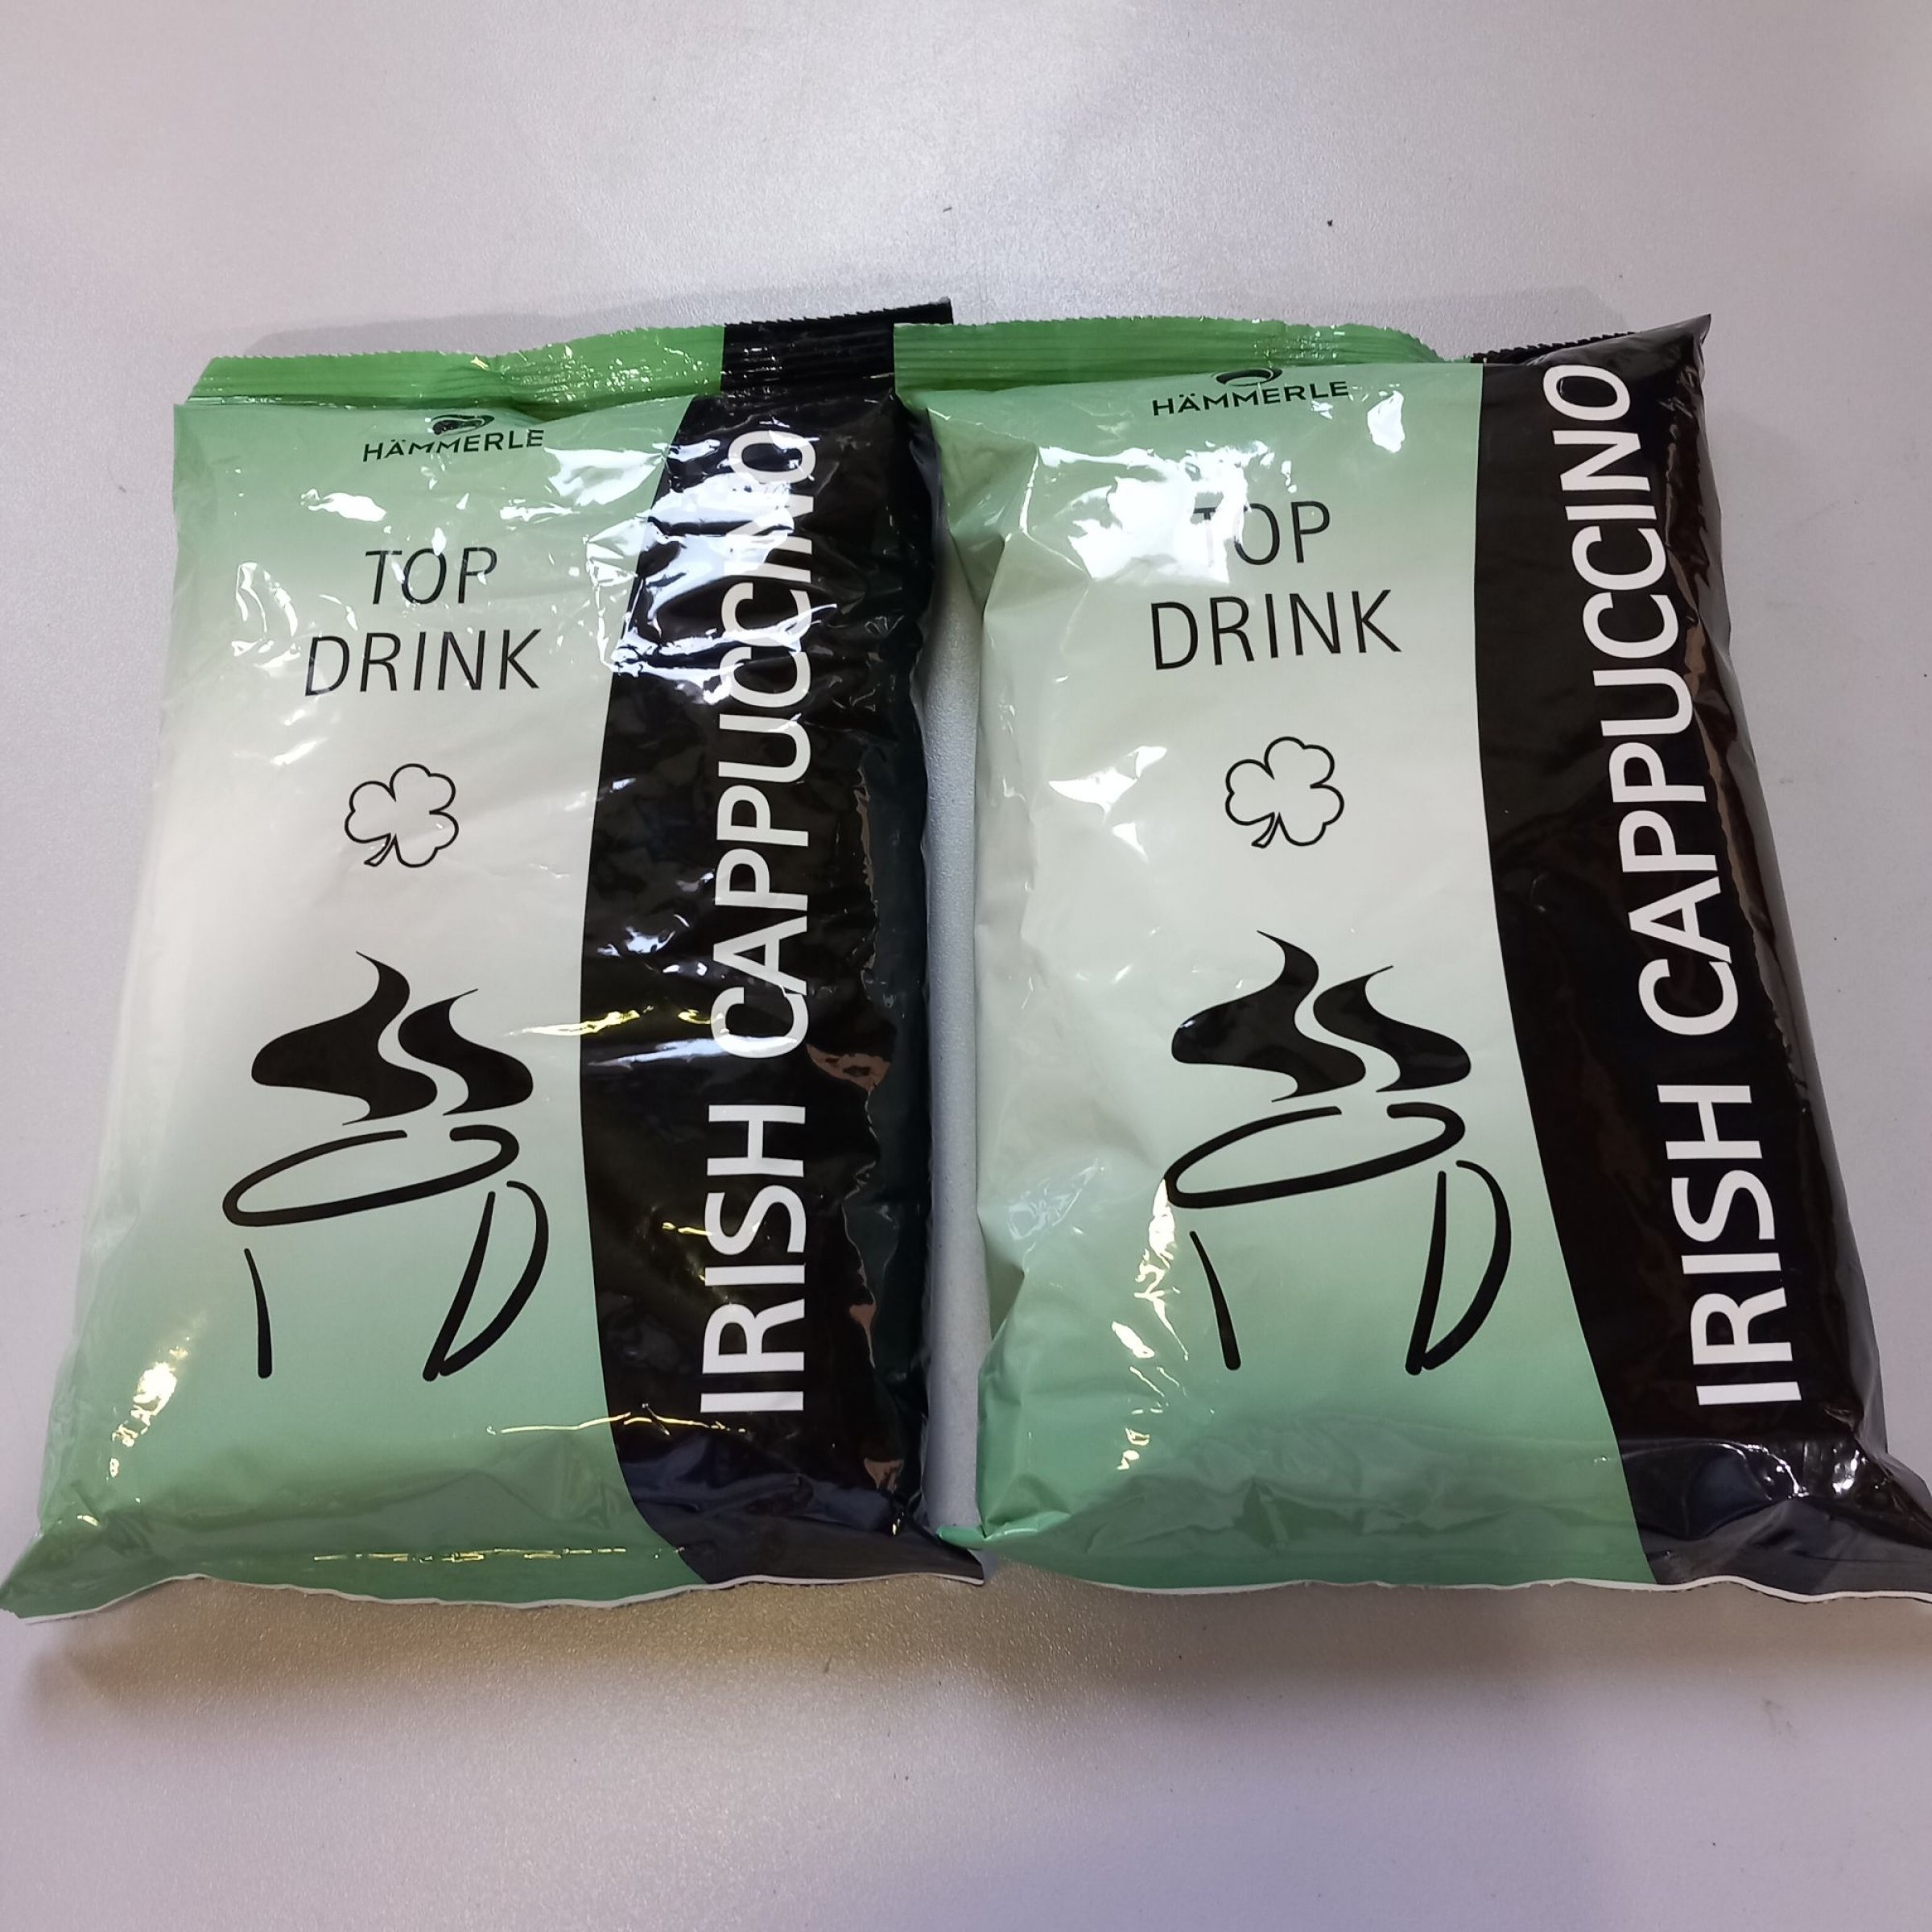 HÄMMERLE
TOP
DRINK
IRISH CAPPUCCINO
HÄMMERLE
TOP
DRINK
IRISH CAPPUCCINO